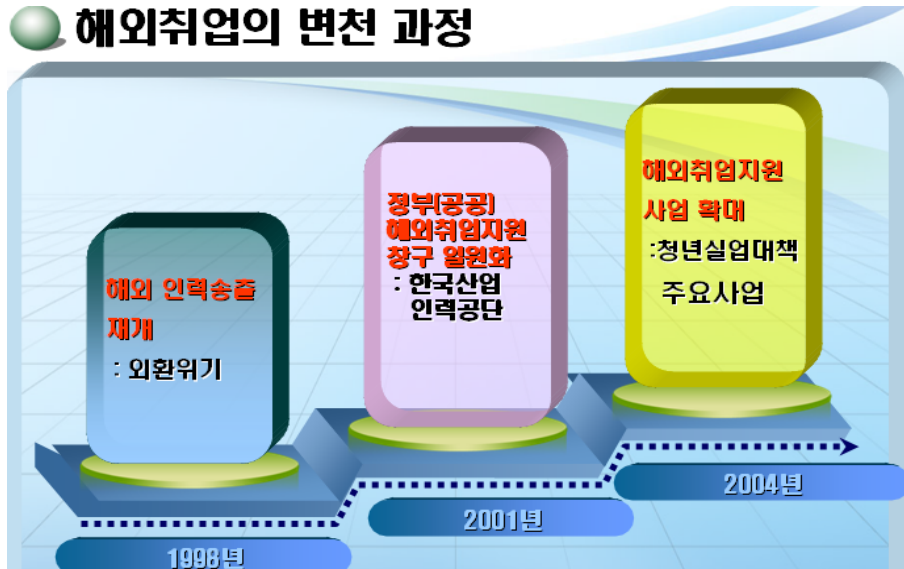 해외취업의 변천 과정
해외 인력송출
재개
: 외환위기
1998년
정부(공공)
해외취업지원
창구 일원화
: 한국산업
인력공단
2001년
해외취업지원
사업 확대
:청년실업대책
주요사업
2004년